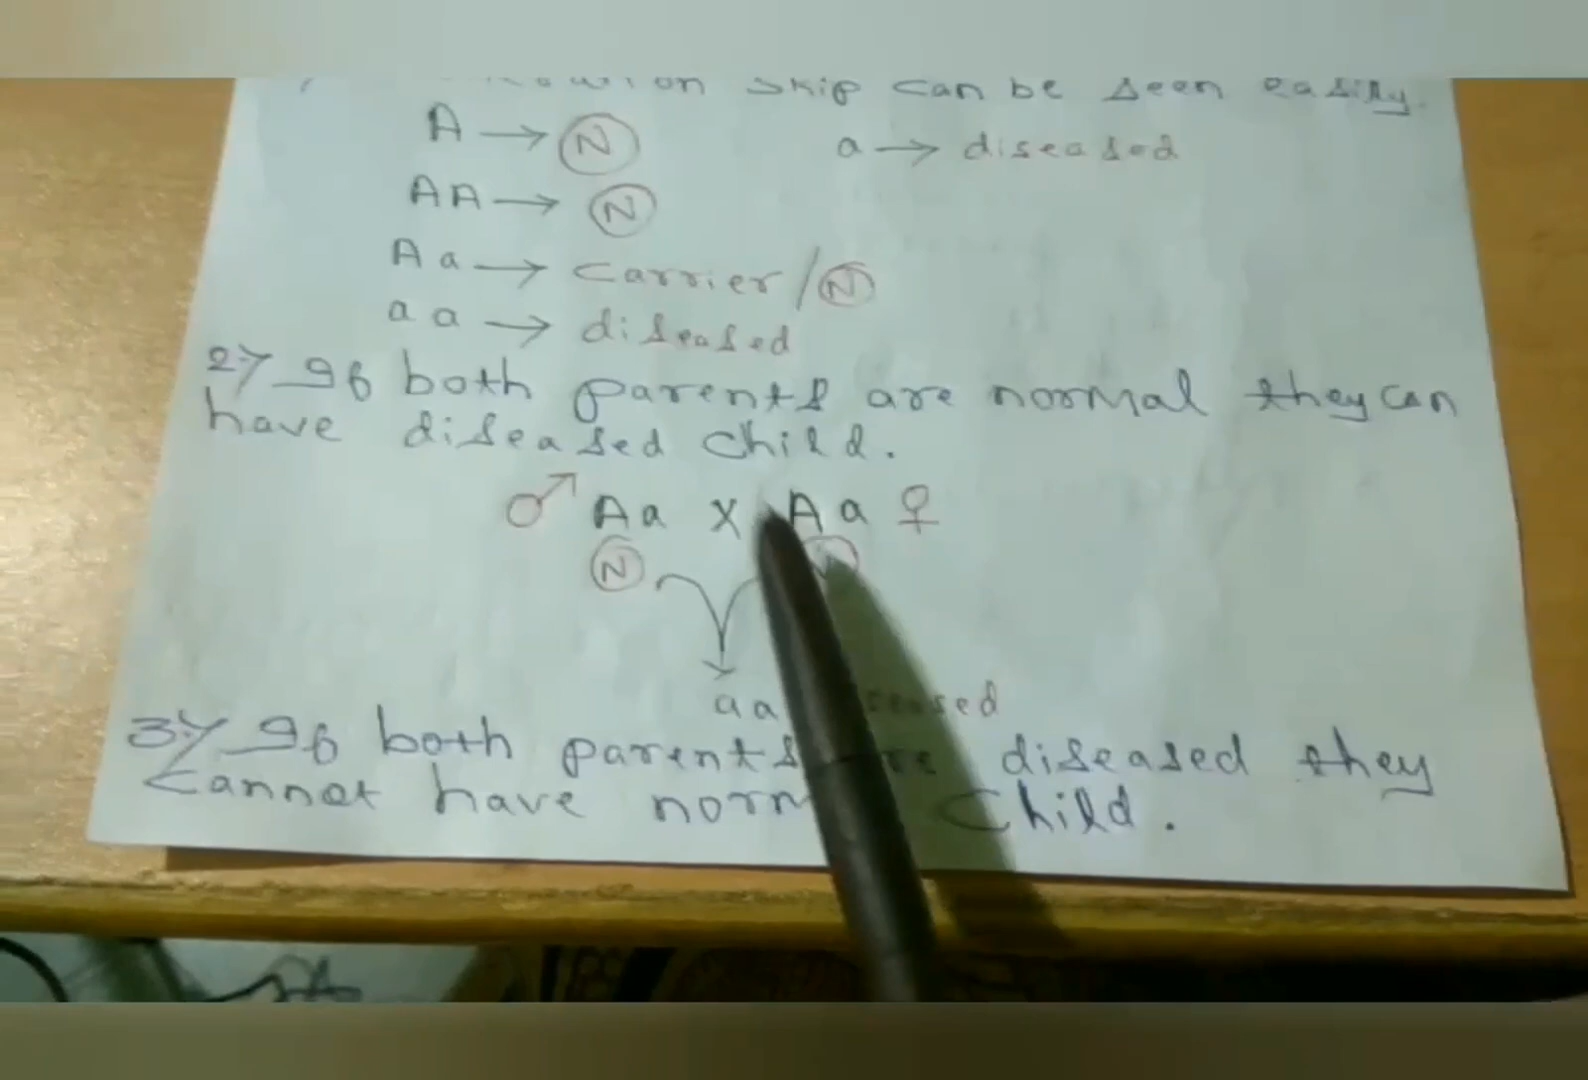 skip can be seen easily.
A → N a → diseased
AA → N
Aa → carrier / N
aa → diseased
2.> If both parents are normal they can
have diseased child.
♂ Aa X Aa ♀
N
aa
3.> If both parents diseased they
cannot have child.